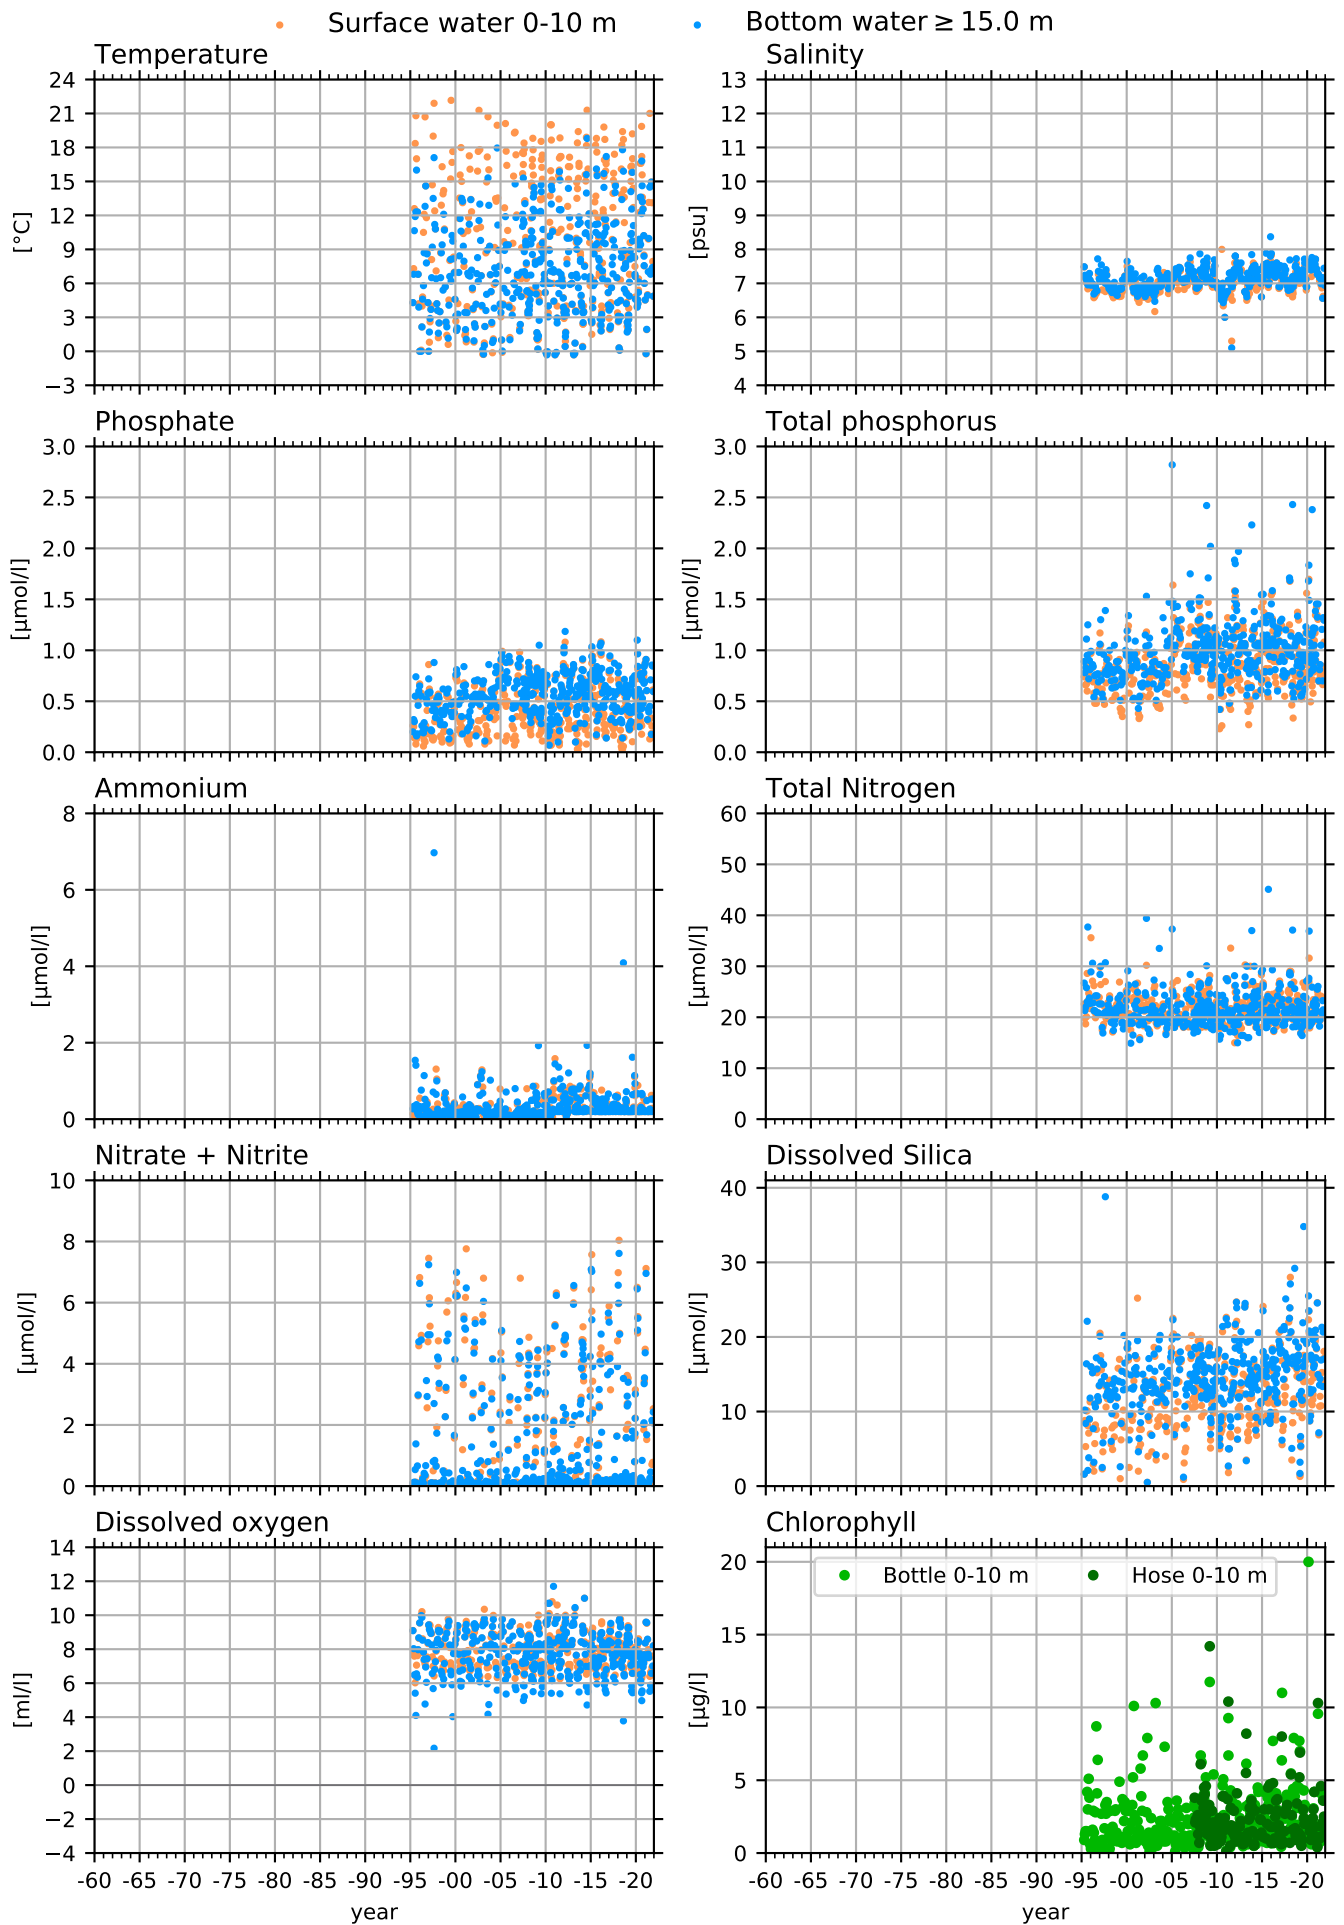 Surface water 0-10 m Bottom water ≥ 15.0 m
Temperature
24
21
18
15
12
9
6
3
0
−3
[°C]
Salinity
13
12
11
10
9
8
7
6
5
4
[psu]
Phosphate
3.0
2.5
2.0
1.5
1.0
0.5
0.0
[µmol/l]
Total phosphorus
3.0
2.5
2.0
1.5
1.0
0.5
0.0
[µmol/l]
Ammonium
8
6
4
2
0
[µmol/l]
Total Nitrogen
60
50
40
30
20
10
0
[µmol/l]
Nitrate + Nitrite
10
8
6
4
2
0
[µmol/l]
Dissolved Silica
40
30
20
10
0
[µmol/l]
Dissolved oxygen
14
12
10
8
6
4
2
0
−2
−4
[ml/l]
-60 -65 -70 -75 -80 -85 -90 -95 -00 -05 -10 -15 -20
year
Chlorophyll
Bottle 0-10 m Hose 0-10 m
20
15
10
5
0
[µg/l]
-60 -65 -70 -75 -80 -85 -90 -95 -00 -05 -10 -15 -20
year